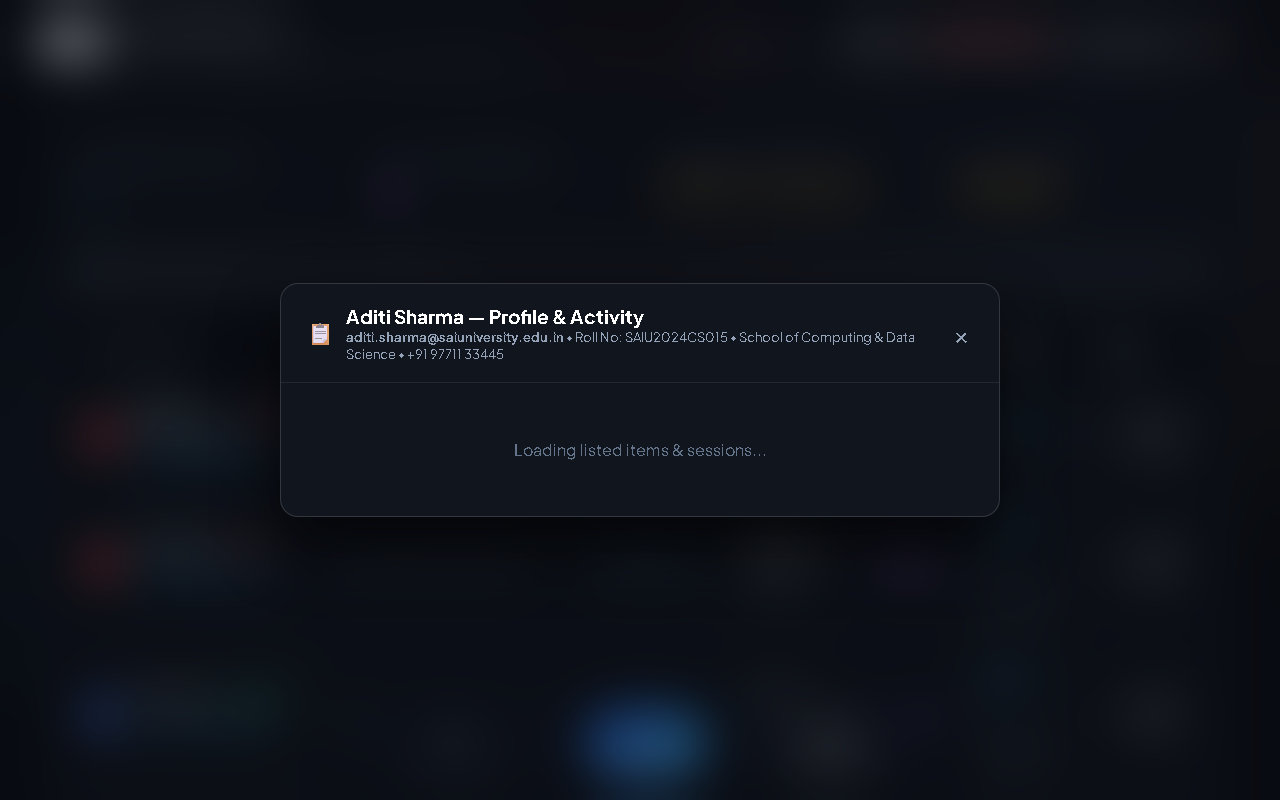 Aditi Sharma — Profile & Activity
aditi.sharma@saiuniversity.edu.in • Roll No: SAIU2024CS015 • School of Computing & Data
Science • +91 97711 33445
✕
Loading listed items & sessions...